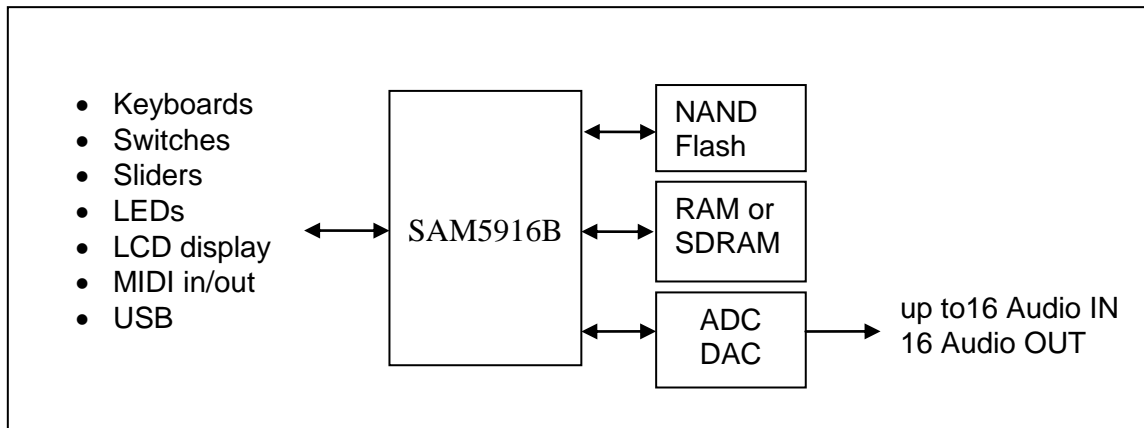 • Keyboards
• Switches
• Sliders
• LEDs
• LCD display
• MIDI in/out
• USB
SAM5916B
NAND
Flash
RAM or
SDRAM
ADC
DAC
up to16 Audio IN
16 Audio OUT